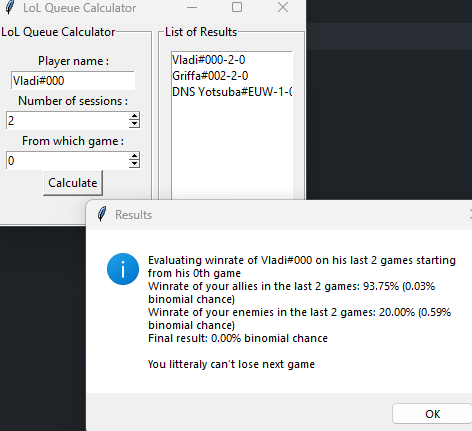 LoL Queue Calculator
LoL Queue Calculator
List of Results
Player name :
Vladi#000
Number of sessions :
2
From which game :
0
Calculate
Vladi#000-2-0
Griffa#002-2-0
DNS Yotsuba#EUW-1-0
Results
Evaluating winrate of Vladi#000 on his last 2 games starting
from his 0th game
Winrate of your allies in the last 2 games: 93.75% (0.03%
binomial chance)
Winrate of your enemies in the last 2 games: 20.00% (0.59%
binomial chance)
Final result: 0.00% binomial chance
You litteraly can't lose next game
OK